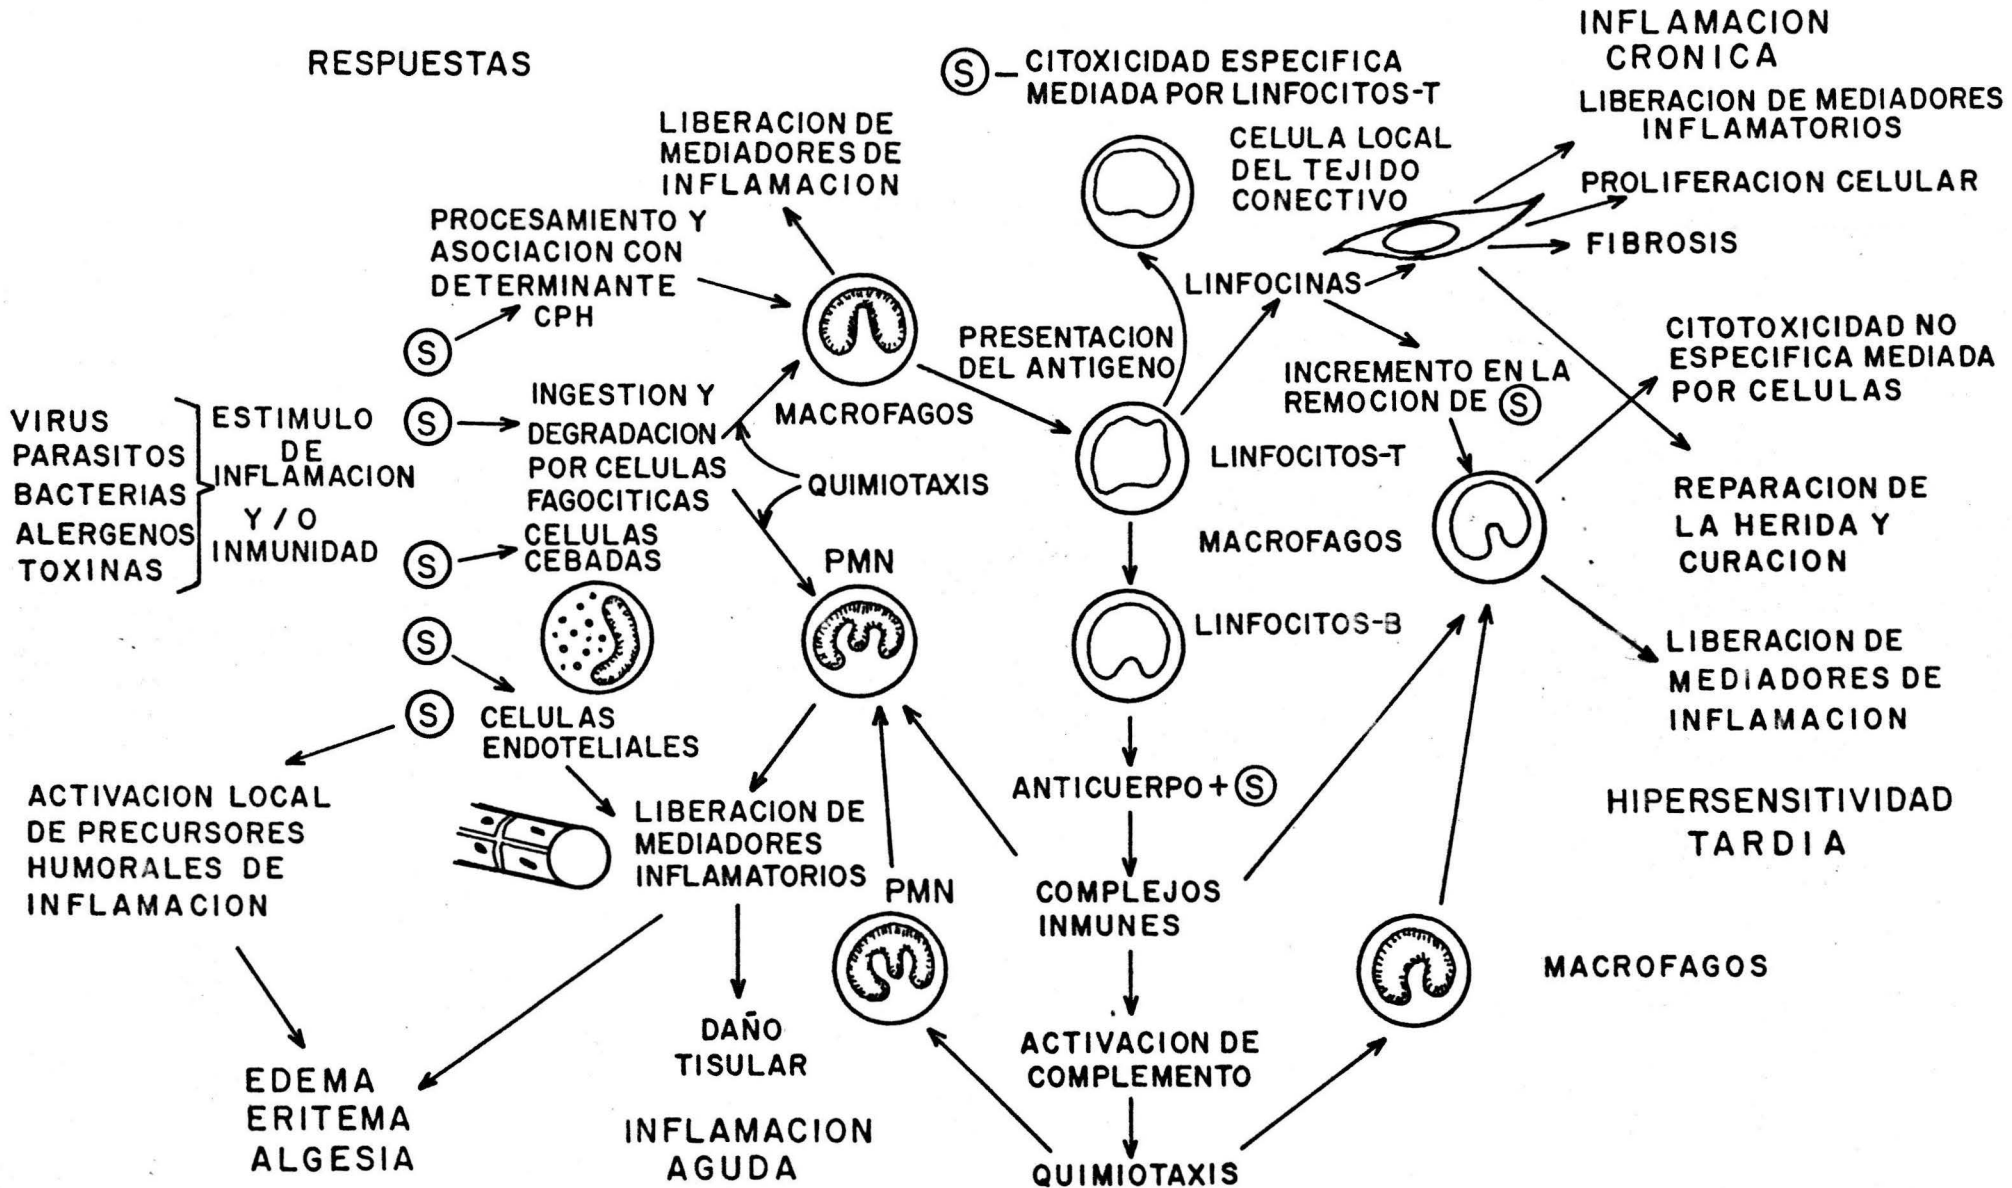 RESPUESTAS
VIRUS
PARASITOS
BACTERIAS
ALERGENOS
TOXINAS
ESTIMULO
DE
INFLAMACION
Y / O
INMUNIDAD
S
S
S
S
S
PROCESAMIENTO Y
ASOCIACION CON
DETERMINANTE
CPH
LIBERACION DE
MEDIADORES DE
INFLAMACION
INGESTION Y
DEGRADACION
POR CELULAS
FAGOCITICAS
CELULAS
CEBADAS
MACROFAGOS
QUIMIOTAXIS
PMN
CELULAS
ENDOTELIALES
ACTIVACION LOCAL
DE PRECURSORES
HUMORALES DE
INFLAMACION
LIBERACION DE
MEDIADORES
INFLAMATORIOS
EDEMA
ERITEMA
ALGESIA
DAÑO
TISULAR
INFLAMACION
AGUDA
PMN
S – CITOXICIDAD ESPECIFICA
MEDIADA POR LINFOCITOS-T
PRESENTACION
DEL ANTIGENO
LINFOCITOS-T
LINFOCITOS-B
ANTICUERPO + S
COMPLEJOS
INMUNES
ACTIVACION DE
COMPLEMENTO
QUIMIOTAXIS
CELULA LOCAL
DEL TEJIDO
CONECTIVO
LINFOCINAS
INCREMENTO EN LA
REMOCION DE S
MACROFAGOS
MACROFAGOS
INFLAMACION
CRONICA
LIBERACION DE MEDIADORES
INFLAMATORIOS
PROLIFERACION CELULAR
FIBROSIS
CITOTOXICIDAD NO
ESPECIFICA MEDIADA
POR CELULAS
REPARACION DE
LA HERIDA Y
CURACION
LIBERACION DE
MEDIADORES DE
INFLAMACION
HIPERSENSITIVIDAD
TARDIA